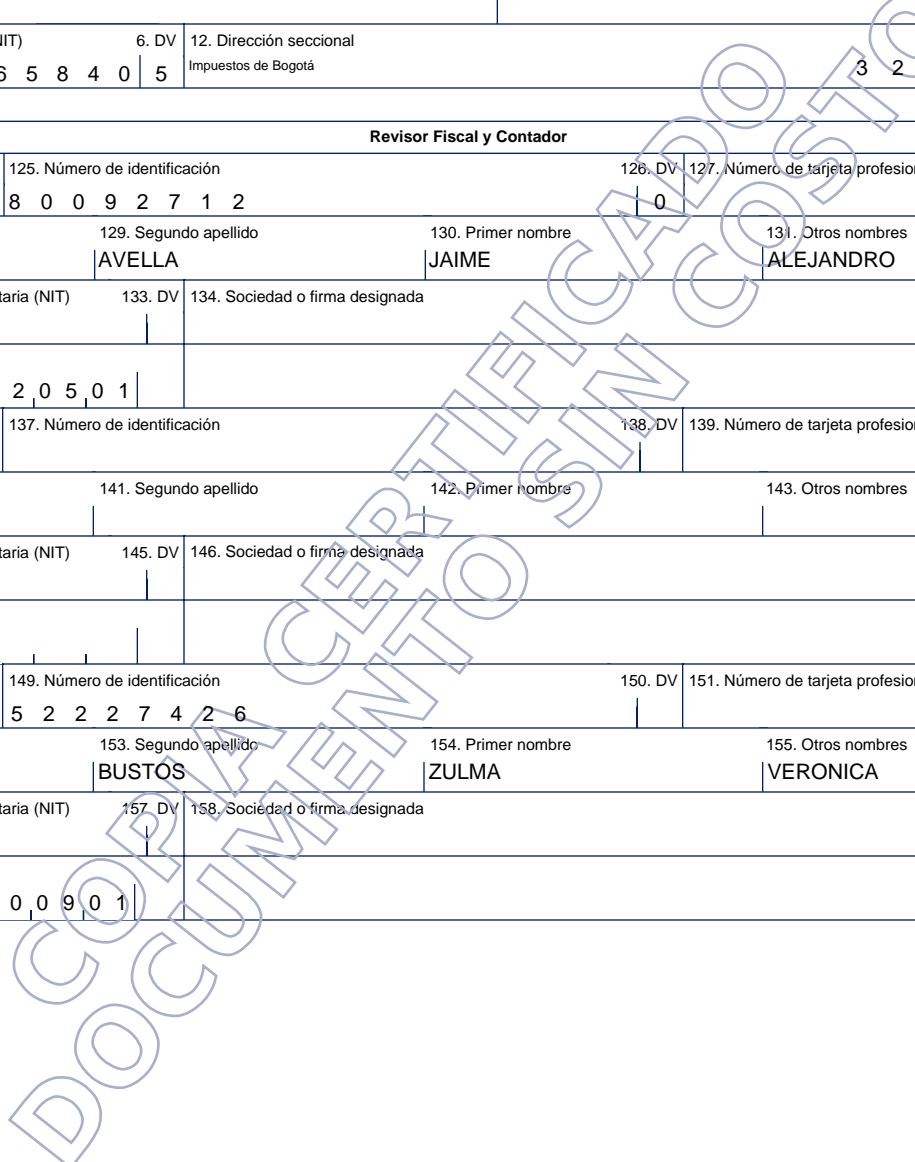 NIT) 6. DV 12. Dirección seccional
6 5 8 4 0 5 Impuestos de Bogotá 3 2
Revisor Fiscal y Contador
125. Número de identificación 126. DV 127. Número de tarjeta profesion
8 0 0 9 2 7 1 2 0
129. Segundo apellido 130. Primer nombre 131. Otros nombres
AVELLA JAIME ALEJANDRO
taria (NIT) 133. DV 134. Sociedad o firma designada
2 0 5 0 1
137. Número de identificación 138. DV 139. Número de tarjeta profesion
141. Segundo apellido 142. Primer nombre 143. Otros nombres
taria (NIT) 145. DV 146. Sociedad o firma designada
149. Número de identificación 150. DV 151. Número de tarjeta profesion
5 2 2 2 7 4 2 6
153. Segundo apellido 154. Primer nombre 155. Otros nombres
BUSTOS ZULMA VERONICA
taria (NIT) 157. DV 158. Sociedad o firma designada
0 0 9 0 1
COPIA CERTIFICADO
DOCUMENTO SIN COSTO